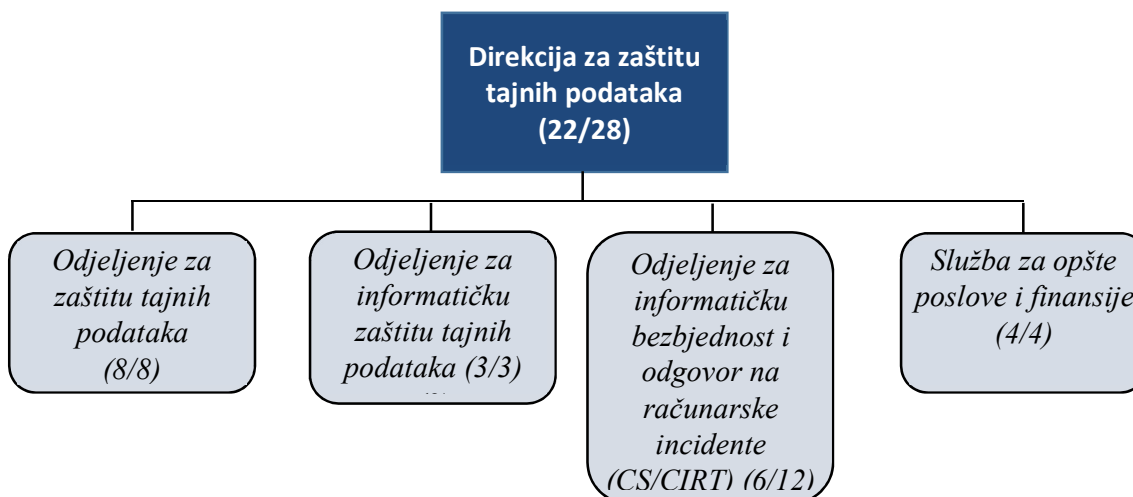 Direkcija za zaštitu
tajnih podataka
(22/28)
Odjeljenje za
zaštitu tajnih
podataka
(8/8)
Odjeljenje za
informatičku
zaštitu tajnih
podataka (3/3)
Odjeljenje za
informatičku
bezbjednost i
odgovor na
računarske
incidente
(CS/CIRT) (6/12)
Služba za opšte
poslove i finansije
(4/4)